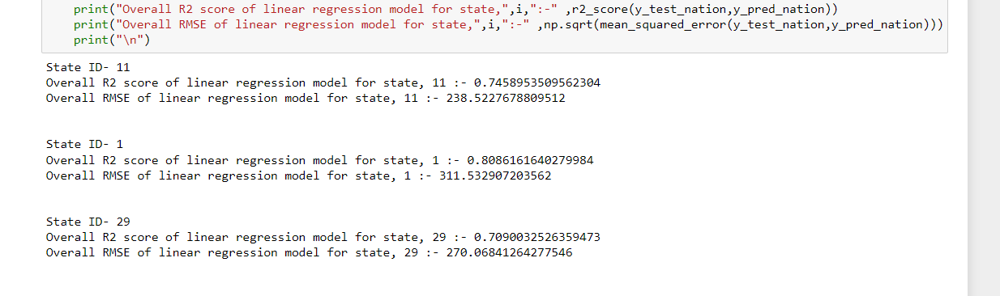 print("Overall R2 score of linear regression model for state,",i,":-" ,r2_score(y_test_nation,y_pred_nation))
print("Overall RMSE of linear regression model for state,",i,":-" ,np.sqrt(mean_squared_error(y_test_nation,y_pred_nation)))
print("\n")
State ID- 11
Overall R2 score of linear regression model for state, 11 :- 0.7458953509562304
Overall RMSE of linear regression model for state, 11 :- 238.5227678809512
State ID- 1
Overall R2 score of linear regression model for state, 1 :- 0.8086161640279984
Overall RMSE of linear regression model for state, 1 :- 311.532907203562
State ID- 29
Overall R2 score of linear regression model for state, 29 :- 0.7090032526359473
Overall RMSE of linear regression model for state, 29 :- 270.06841264277546